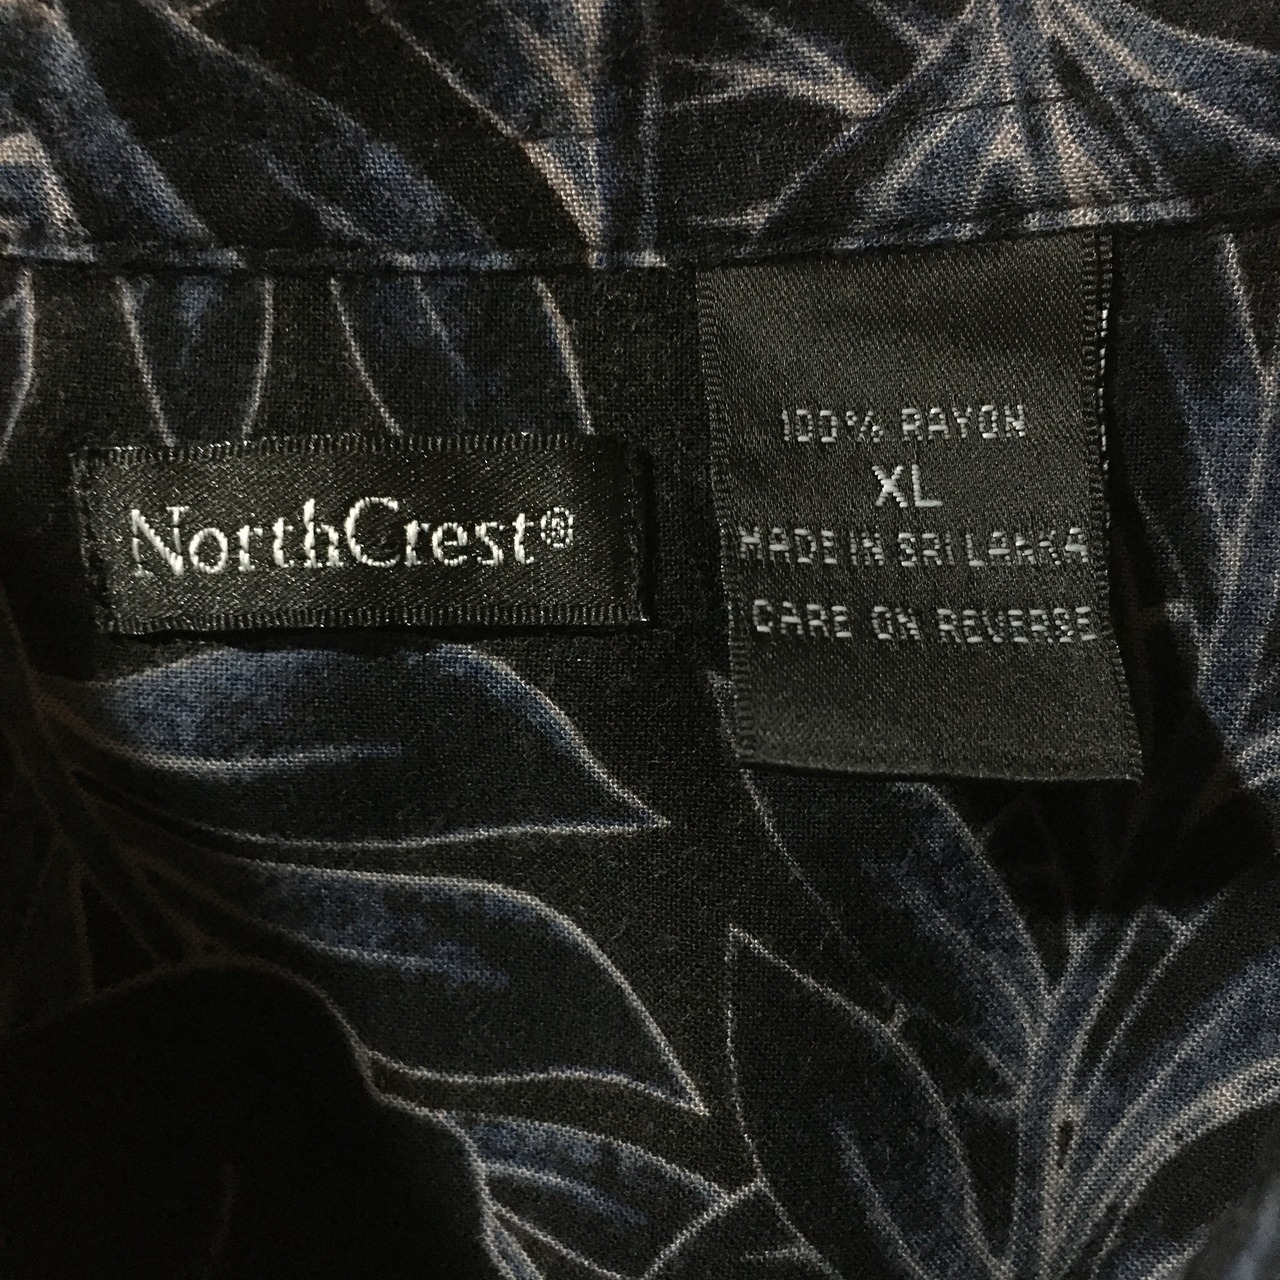 NorthCrest®
100% RAYON
XL
MADE IN SRI LANKA
CARE ON REVERSE